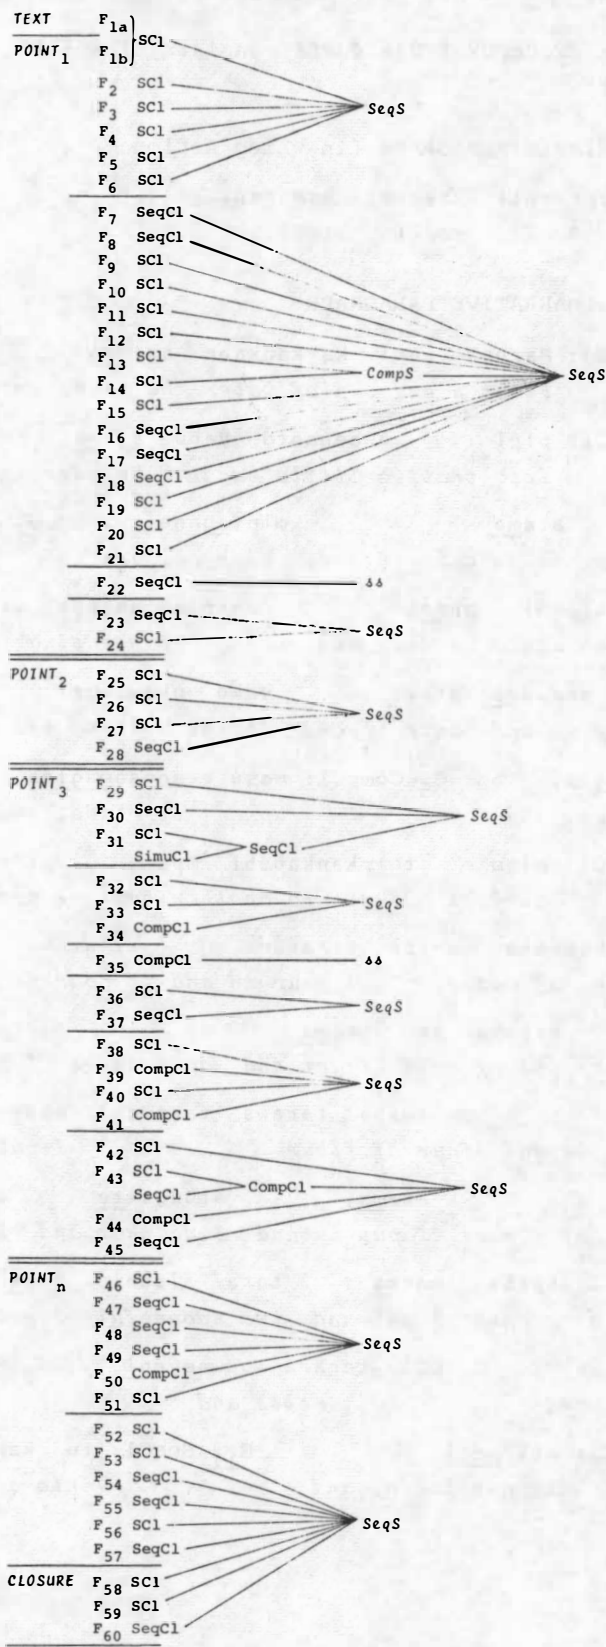 TEXT F1a
SCl
POINT1 F1b
F2 SCl
F3 SCl
SeqS
F4 SCl
F5 SCl
F6 SCl
F7 SeqCl
F8 SeqCl
F9 SCl
F10 SCl
F11 SCl
F12 SCl
F13 SCl
CompS SeqS
F14 SCl
F15 SCl
F16 SeqCl
F17 SeqCl
F18 SeqCl
F19 SCl
F20 SCl
F21 SCl
F22 SeqCl &&
F23 SeqCl
SeqS
F24 SCl
POINT2 F25 SCl
F26 SCl
SeqS
F27 SCl
F28 SeqCl
POINT3 F29 SCl
F30 SeqCl SeqS
F31 SCl
SeqCl
SimuCl
F32 SCl
F33 SCl SeqS
F34 CompCl
F35 CompCl &&
F36 SCl
SeqS
F37 SeqCl
F38 SCl
F39 CompCl
SeqS
F40 SCl
F41 CompCl
F42 SCl
F43 SCl
CompCl SeqS
SeqCl
F44 CompCl
F45 SeqCl
POINTn F46 SCl
F47 SeqCl
F48 SeqCl
SeqS
F49 SeqCl
F50 CompCl
F51 SCl
F52 SCl
F53 SCl
F54 SeqCl
F55 SeqCl
SeqS
F56 SCl
F57 SeqCl
CLOSURE F58 SCl
F59 SCl
F60 SeqCl